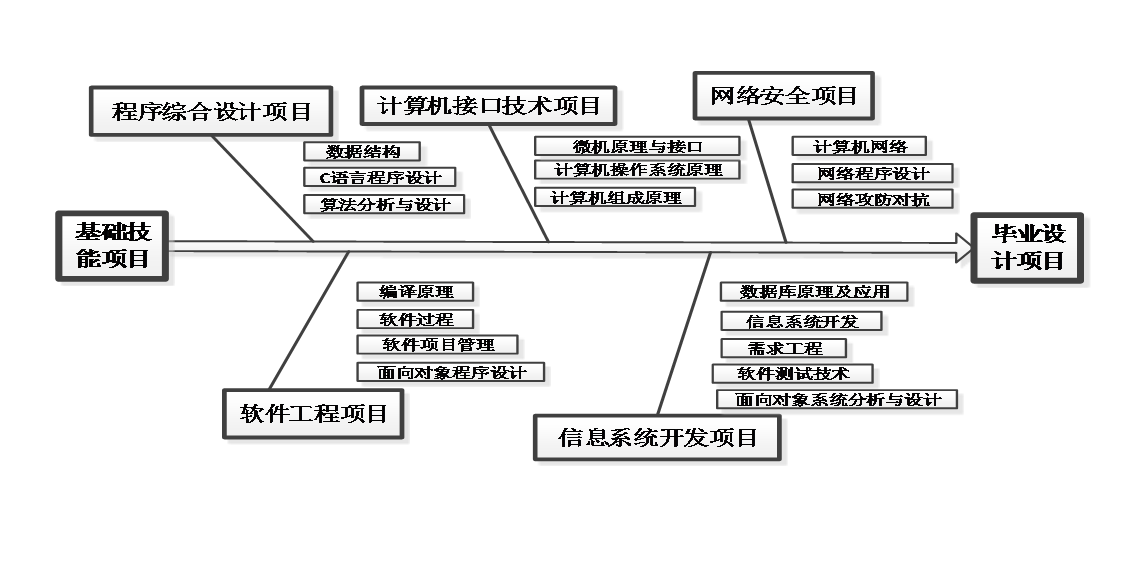 程序综合设计项目
数据结构
C语言程序设计
算法分析与设计
计算机接口技术项目
微机原理与接口
计算机操作系统原理
计算机组成原理
网络安全项目
计算机网络
网络程序设计
网络攻防对抗
基础技
能项目
毕业设
计项目
编译原理
软件过程
软件项目管理
面向对象程序设计
软件工程项目
数据库原理及应用
信息系统开发
需求工程
软件测试技术
面向对象系统分析与设计
信息系统开发项目